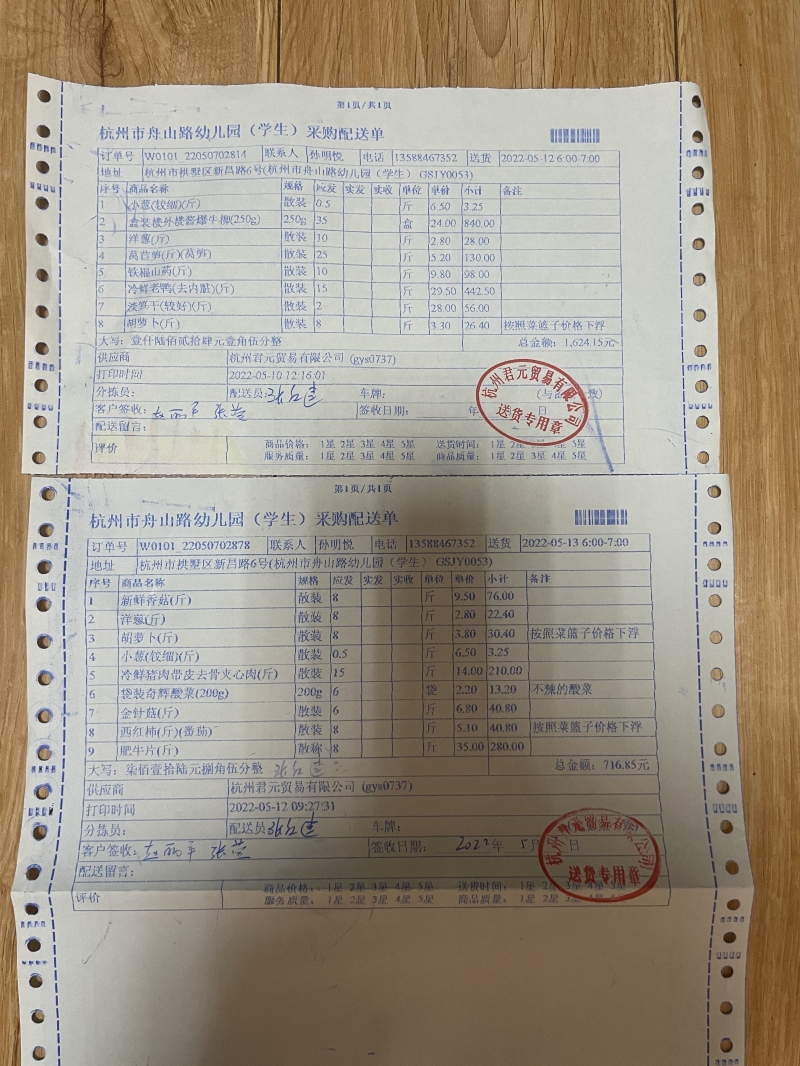 第1页/共1页
杭州市舟山路幼儿园（学生）采购配送单
订单号 W0101_22050702814 联系人 孙明悦 电话 13588467352 送货 2022-05-12 6:00-7:00
地址 杭州市拱墅区新昌路6号(杭州市舟山路幼儿园（学生） GSJY0053)
序号 商品名称 规格 应发 实发 实收 单位 单价 小计 备注
1 小葱(较细)(斤) 散装 0.5 斤 6.50 3.25
2 盒装楼外楼酱爆牛柳(250g) 250g 35 盒 24.00 840.00
3 洋葱(斤) 散装 10 斤 2.80 28.00
4 莴苣笋(斤)(莴笋) 散装 25 斤 5.20 130.00
5 铁棍山药(斤) 散装 10 斤 9.80 98.00
6 冷鲜老鸭(去内脏)(斤) 散装 15 斤 29.50 442.50
7 淡笋干(较好)(斤) 散装 2 斤 28.00 56.00
8 胡萝卜(斤) 散装 8 斤 3.30 26.40 按照菜篮子价格下浮
大写：壹仟陆佰贰拾肆元壹角伍分整 总金额：1,624.15元
供应商 杭州君元贸易有限公司 (gys0737)
打印时间 2022-05-10 12:16:01
分拣员： 配送员： 车牌： (与 致)
客户签收： 张莹 签收日期： 年 日
杭州君元贸易有限公司
送货专用章
配送留言：
评价 商品价格： 1星 2星 3星 4星 5星 送货时间： 1星 2星 3星 4星 5星
服务质量： 1星 2星 3星 4星 5星 商品质量： 1星 2星 3星 4星 5星
第1页/共1页
杭州市舟山路幼儿园（学生）采购配送单
订单号 W0101_22050702878 联系人 孙明悦 电话 13588467352 送货 2022-05-13 6:00-7:00
地址 杭州市拱墅区新昌路6号(杭州市舟山路幼儿园（学生） GSJY0053)
序号 商品名称 规格 应发 实发 实收 单位 单价 小计 备注
1 新鲜香菇(斤) 散装 8 斤 9.50 76.00
2 洋葱(斤) 散装 8 斤 2.80 22.40
3 胡萝卜(斤) 散装 8 斤 3.80 30.40 按照菜篮子价格下浮
4 小葱(较细)(斤) 散装 0.5 斤 6.50 3.25
5 冷鲜猪肉带皮去骨夹心肉(斤) 散装 15 斤 14.00 210.00
6 袋装奇辉酸菜(200g) 200g 6 袋 2.20 13.20 不辣的酸菜
7 金针菇(斤) 散装 6 斤 6.80 40.80
8 西红柿(斤)(番茄) 散装 8 斤 5.10 40.80 按照菜篮子价格下浮
9 肥牛片(斤) 散称 8 斤 35.00 280.00
大写：柒佰壹拾陆元捌角伍分整 总金额：716.85元
供应商 杭州君元贸易有限公司 (gys0737)
打印时间 2022-05-12 09:27:31
分拣员： 配送员 车牌：
客户签收： 张莹 签收日期： 2022年 5月 日
杭州君元贸易有限公司
送货专用章
配送留言：
评价 商品价格： 1星 2星 3星 4星 5星 送货时间： 1星 2星 3星 4星 5星
服务质量： 1星 2星 3星 4星 5星 商品质量： 1星 2星 3星